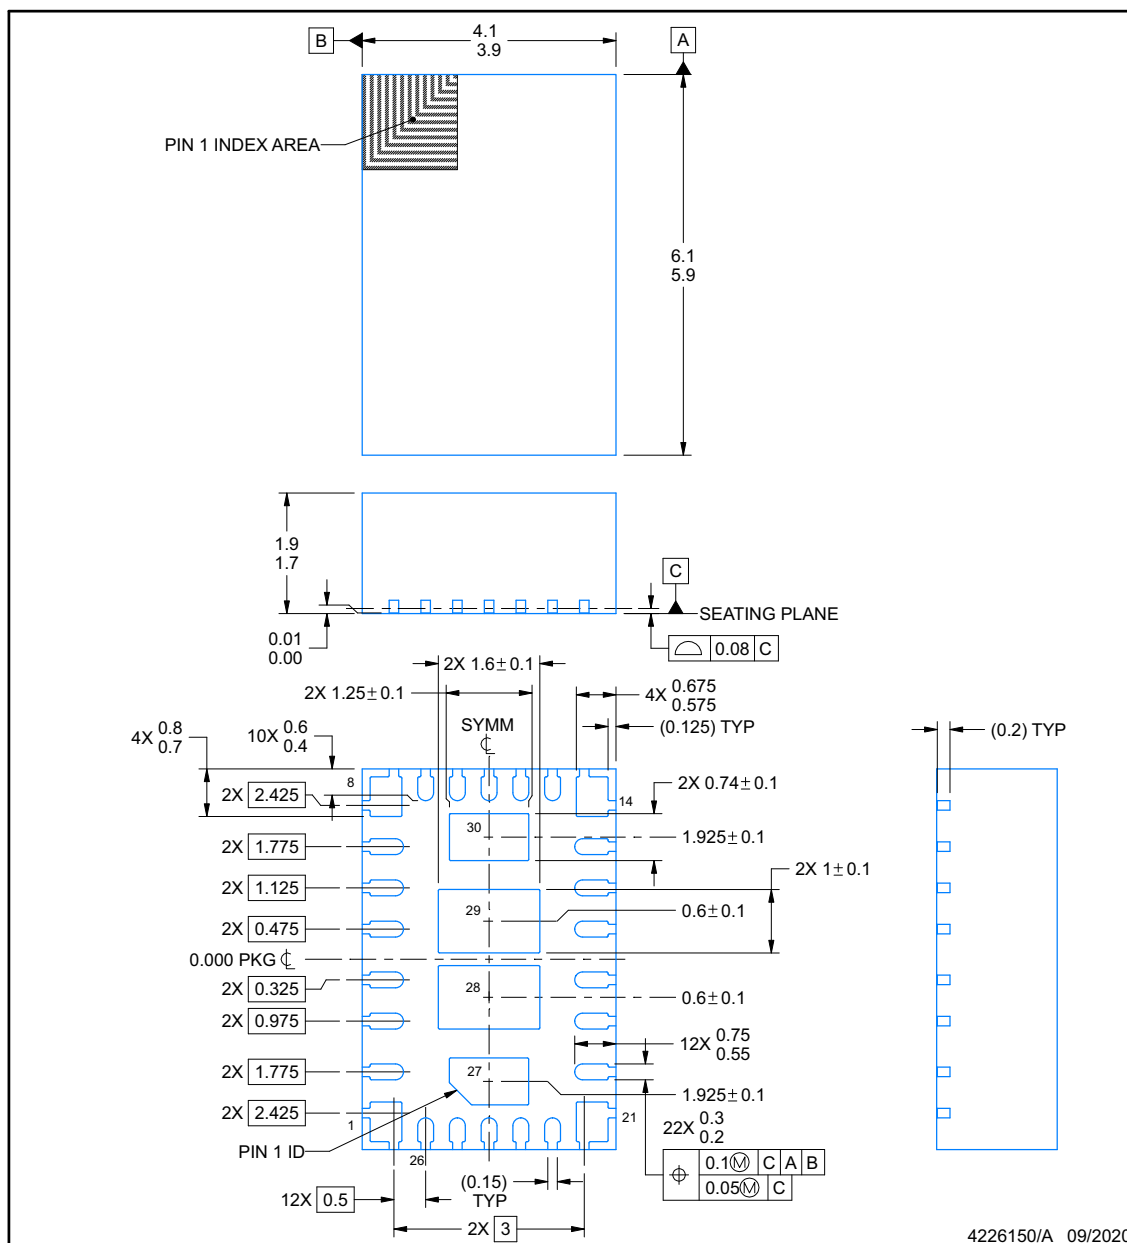 B
4.1
3.9
A
PIN 1 INDEX AREA
6.1
5.9
1.9
1.7
C
SEATING PLANE
0.01
0.00
0.08 C
2X 1.6±0.1
2X 1.25±0.1
4X 0.675
0.575
SYMM
(0.125) TYP
(0.2) TYP
4X 0.8
0.7
10X 0.6
0.4
8
14
2X 2.425
2X 0.74±0.1
30
1.925±0.1
2X 1.775
2X 1±0.1
2X 1.125
29
0.6±0.1
2X 0.475
0.000 PKG
2X 0.325
28
0.6±0.1
2X 0.975
12X 0.75
0.55
2X 1.775
27
1.925±0.1
2X 2.425
1
21
22X 0.3
0.2
PIN 1 ID
26
0.1Ⓜ C A B
0.05Ⓜ C
(0.15)
TYP
12X 0.5
2X 3
4226150/A 09/2020